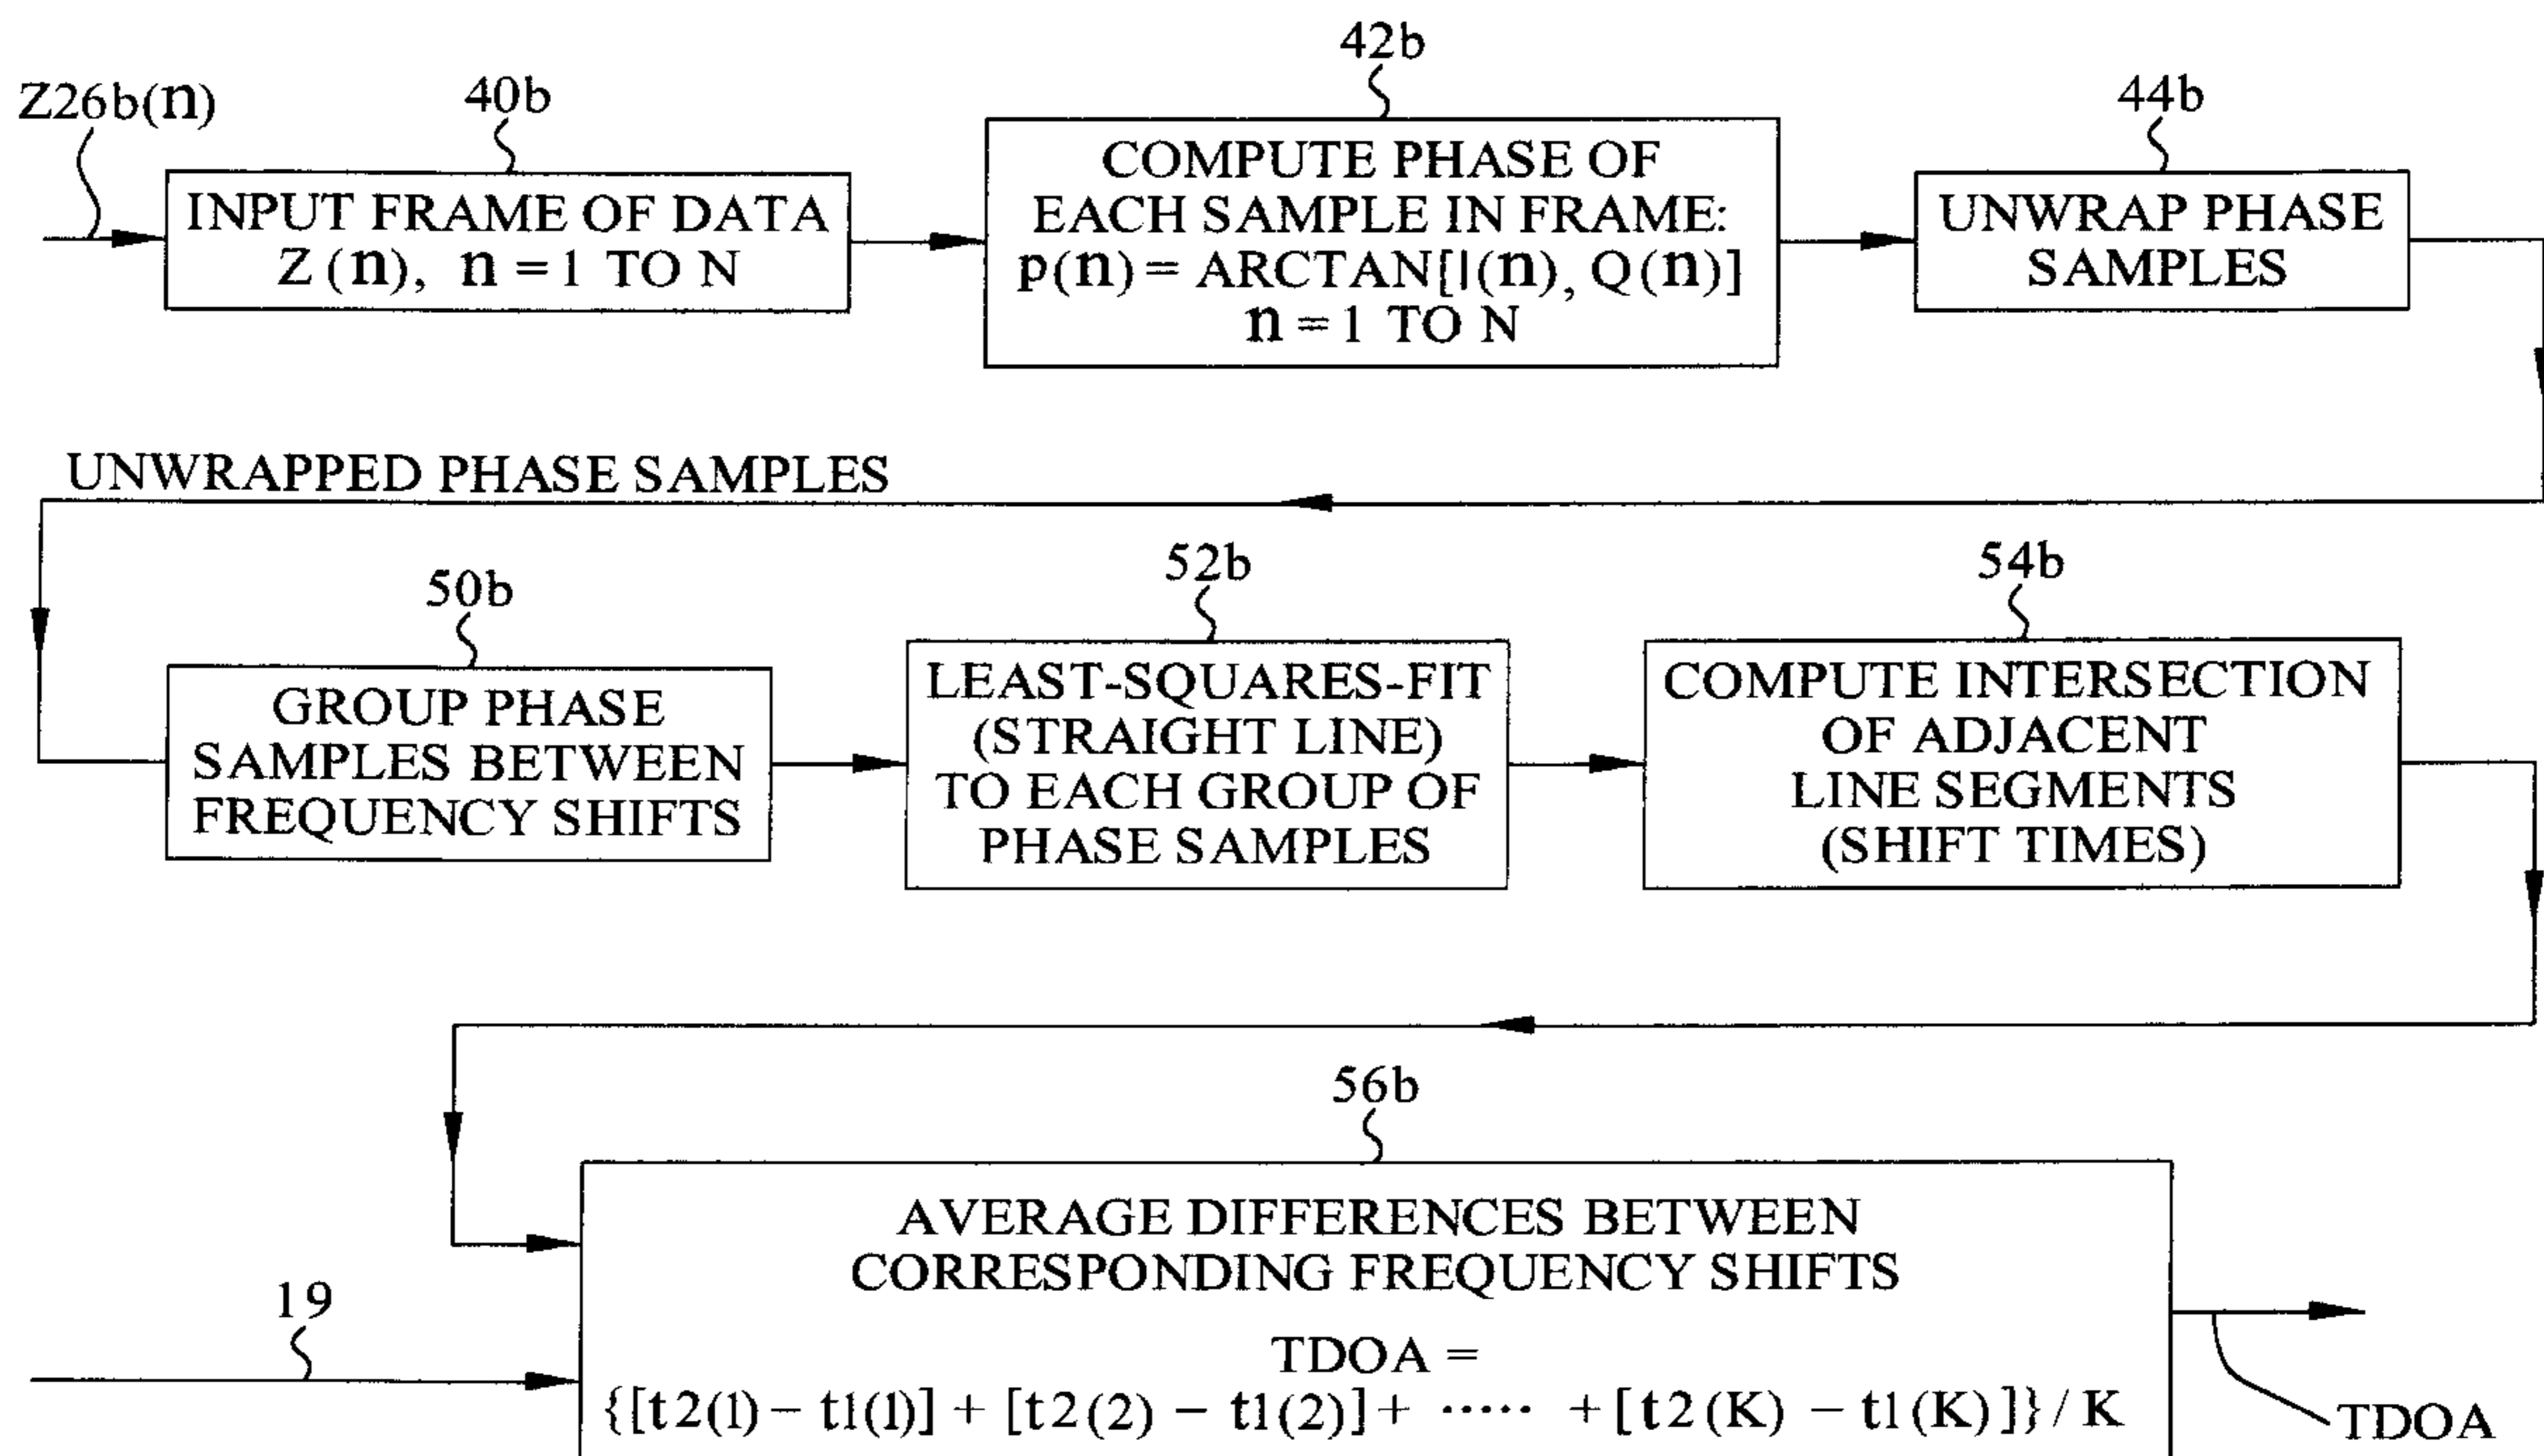 42b
Z26b(n)
40b
44b
INPUT FRAME OF DATA
Z(n), n=1 TO N
COMPUTE PHASE OF
EACH SAMPLE IN FRAME:
p(n) = ARCTAN[I(n), Q(n)]
n=1 TO N
UNWRAP PHASE
SAMPLES
UNWRAPPED PHASE SAMPLES
50b
52b
54b
GROUP PHASE
SAMPLES BETWEEN
FREQUENCY SHIFTS
LEAST-SQUARES-FIT
(STRAIGHT LINE)
TO EACH GROUP OF
PHASE SAMPLES
COMPUTE INTERSECTION
OF ADJACENT
LINE SEGMENTS
(SHIFT TIMES)
56b
19
AVERAGE DIFFERENCES BETWEEN
CORRESPONDING FREQUENCY SHIFTS
TDOA =
{[t2(1) – t1(1)] + [t2(2) – t1(2)] + ····· + [t2(K) – t1(K)]}/K
TDOA